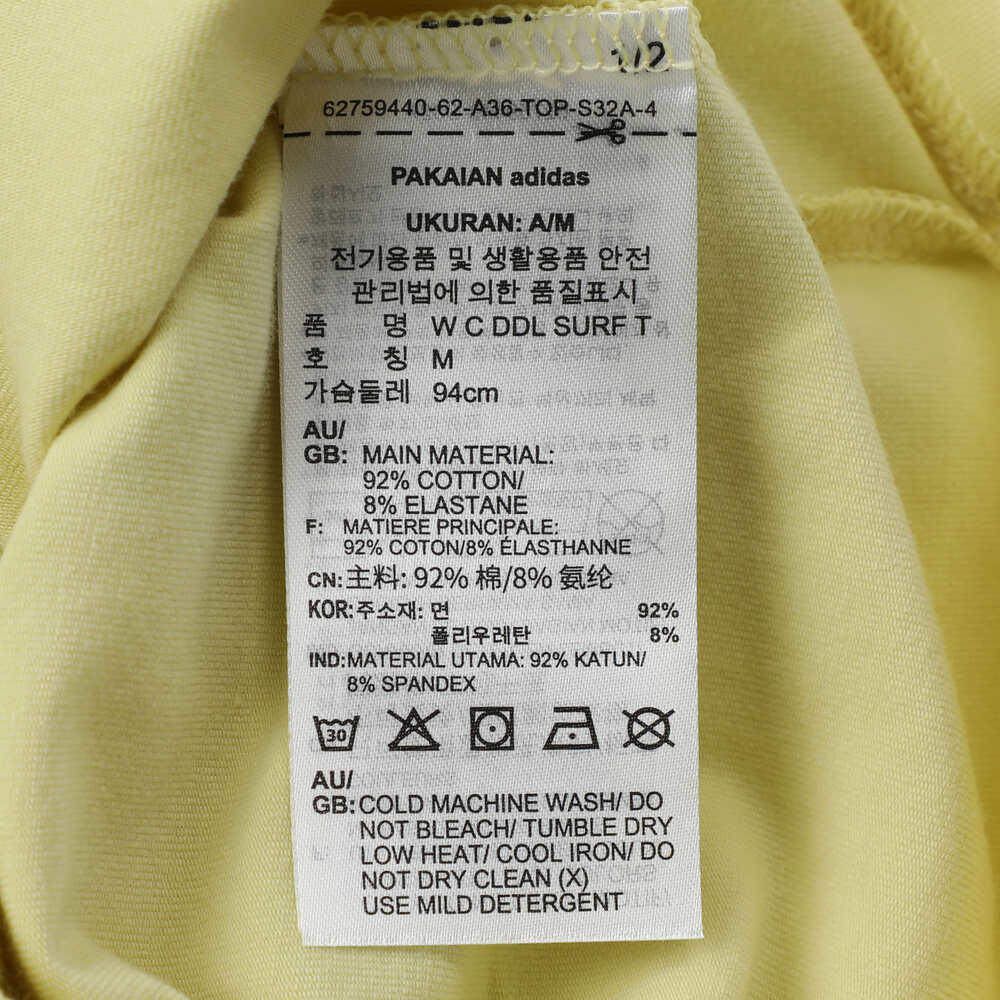 1/2
62759440-62-A36-TOP-S32A-4
PAKAIAN adidas
UKURAN: A/M
전기용품 및 생활용품 안전
관리법에 의한 품질표시
품 명 W C DDL SURF T
호 칭 M
가슴둘레 94cm
AU/
GB: MAIN MATERIAL:
92% COTTON/
8% ELASTANE
F: MATIERE PRINCIPALE:
92% COTON/8% ÉLASTHANNE
CN: 主料: 92% 棉/8% 氨纶
KOR: 주소재: 면 92%
폴리우레탄 8%
IND: MATERIAL UTAMA: 92% KATUN/
8% SPANDEX
30
AU/
GB: COLD MACHINE WASH/ DO
NOT BLEACH/ TUMBLE DRY
LOW HEAT/ COOL IRON/ DO
NOT DRY CLEAN (X)
USE MILD DETERGENT